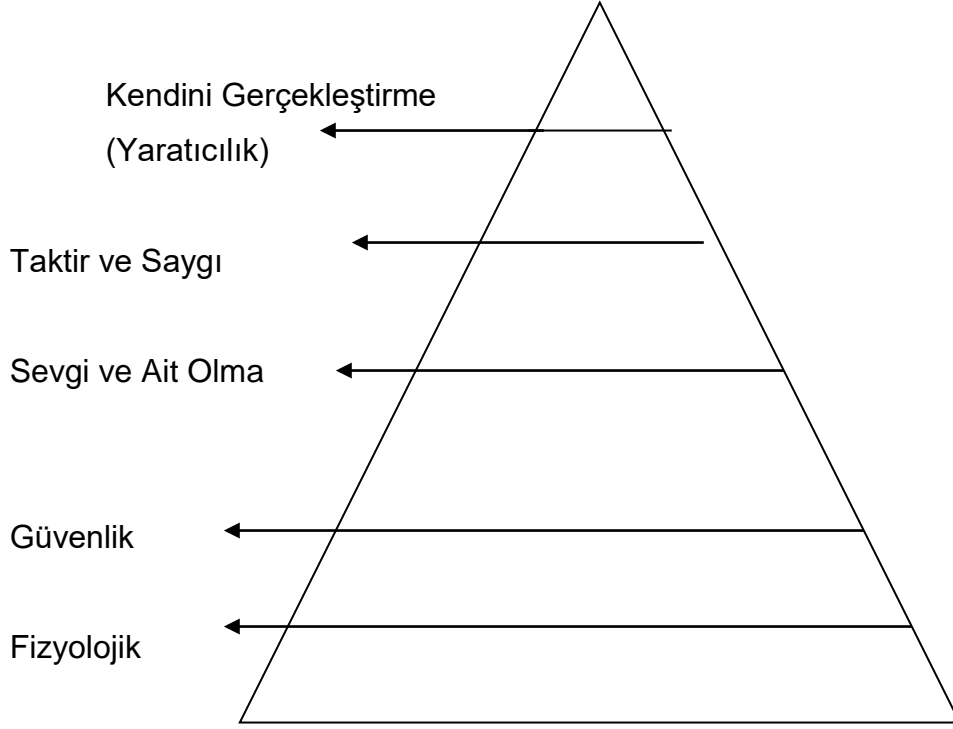 Kendini Gerçekleştirme
(Yaratıcılık)
Taktir ve Saygı
Sevgi ve Ait Olma
Güvenlik
Fizyolojik